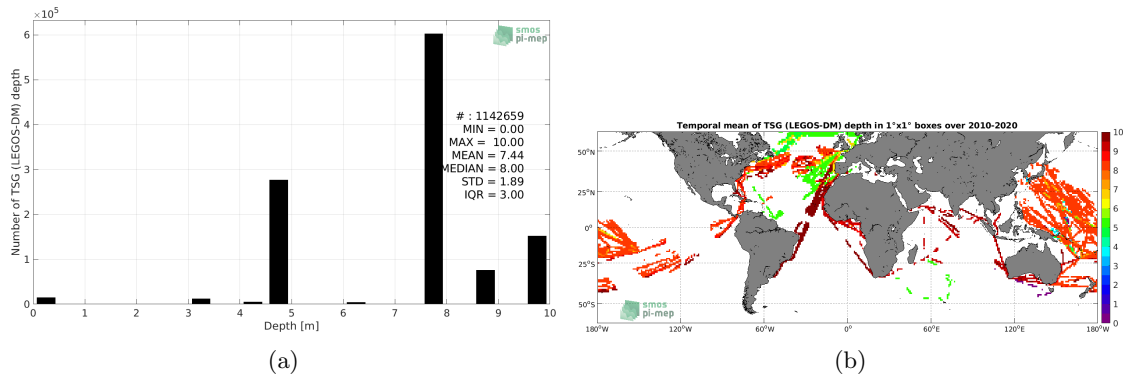 ×10⁵
smos
pi-mep
6
5
4
3
2
1
0
Number of TSG (LEGOS-DM) depth
# : 1142659
MIN = 0.00
MAX = 10.00
MEAN = 7.44
MEDIAN = 8.00
STD = 1.89
IQR = 3.00
0 1 2 3 4 5 6 7 8 9 10
Depth [m]
(a)
Temporal mean of TSG (LEGOS-DM) depth in 1°x1° boxes over 2010-2020
50°N
25°N
0°
25°S
50°S
180°W 120°W 60°W 0° 60°E 120°E 180°W
smos
pi-mep
10
9
8
7
6
5
4
3
2
1
0
(b)